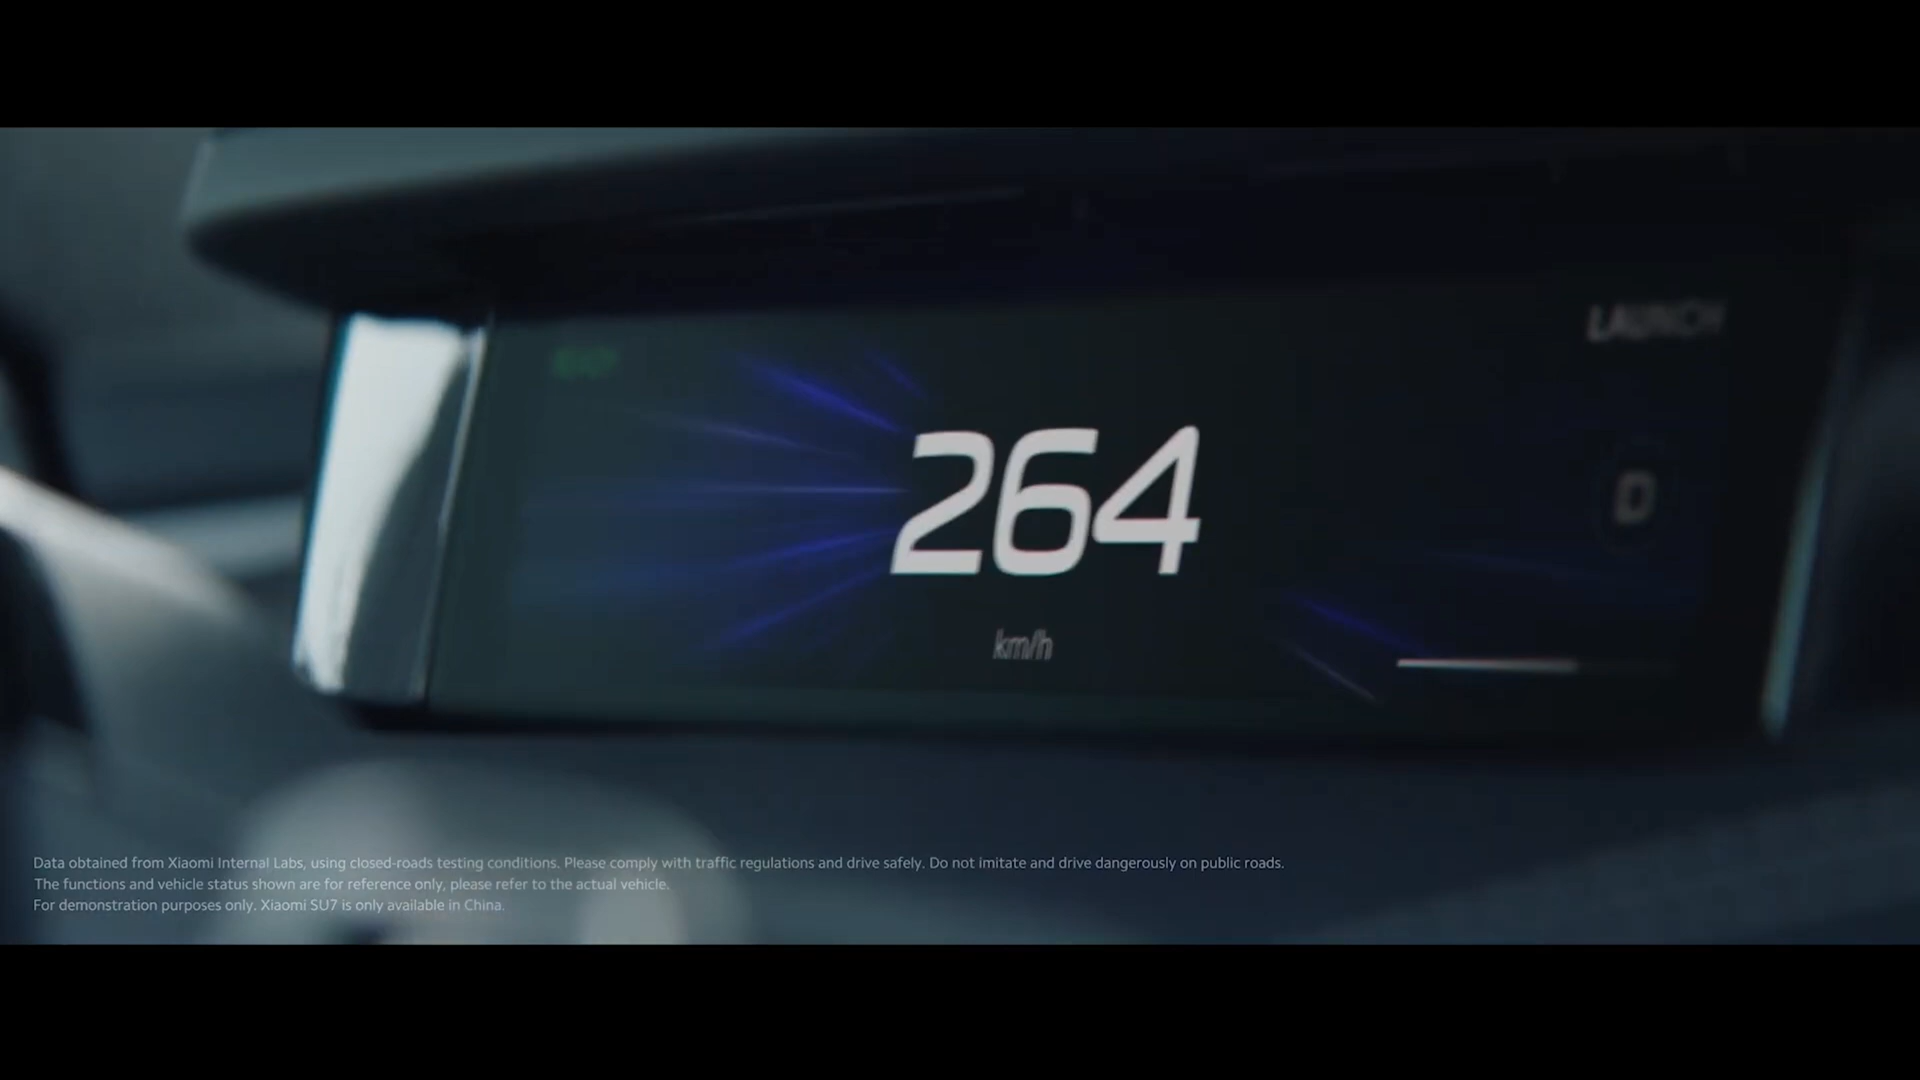 LAUNCH
264
D
km/h
Data obtained from Xiaomi Internal Labs, using closed-roads testing conditions. Please comply with traffic regulations and drive safely. Do not imitate and drive dangerously on public roads.
The functions and vehicle status shown are for reference only, please refer to the actual vehicle.
For demonstration purposes only. Xiaomi SU7 is only available in China.